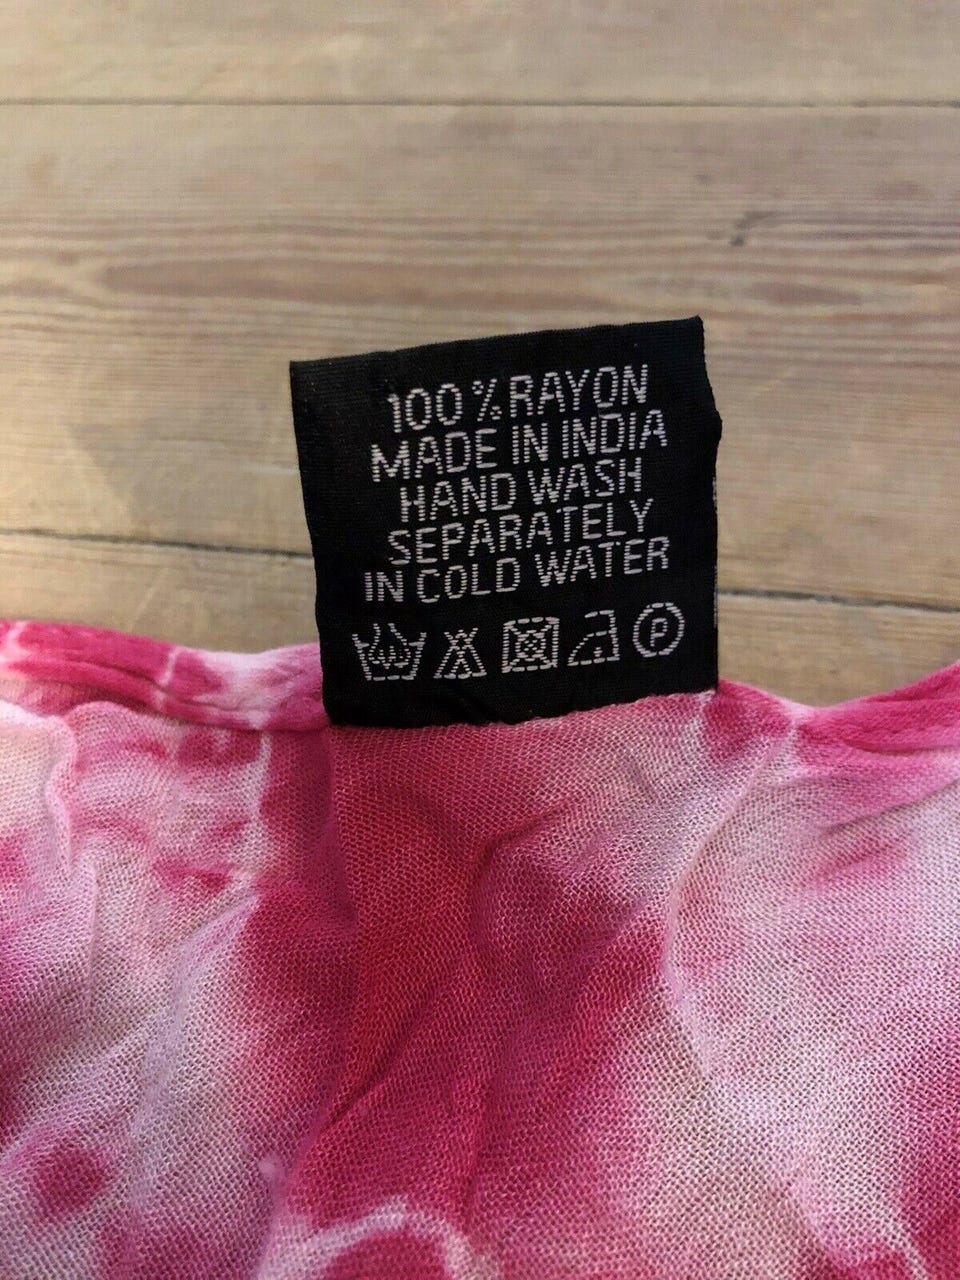 100% RAYON
MADE IN INDIA
HAND WASH
SEPARATELY
IN COLD WATER
P